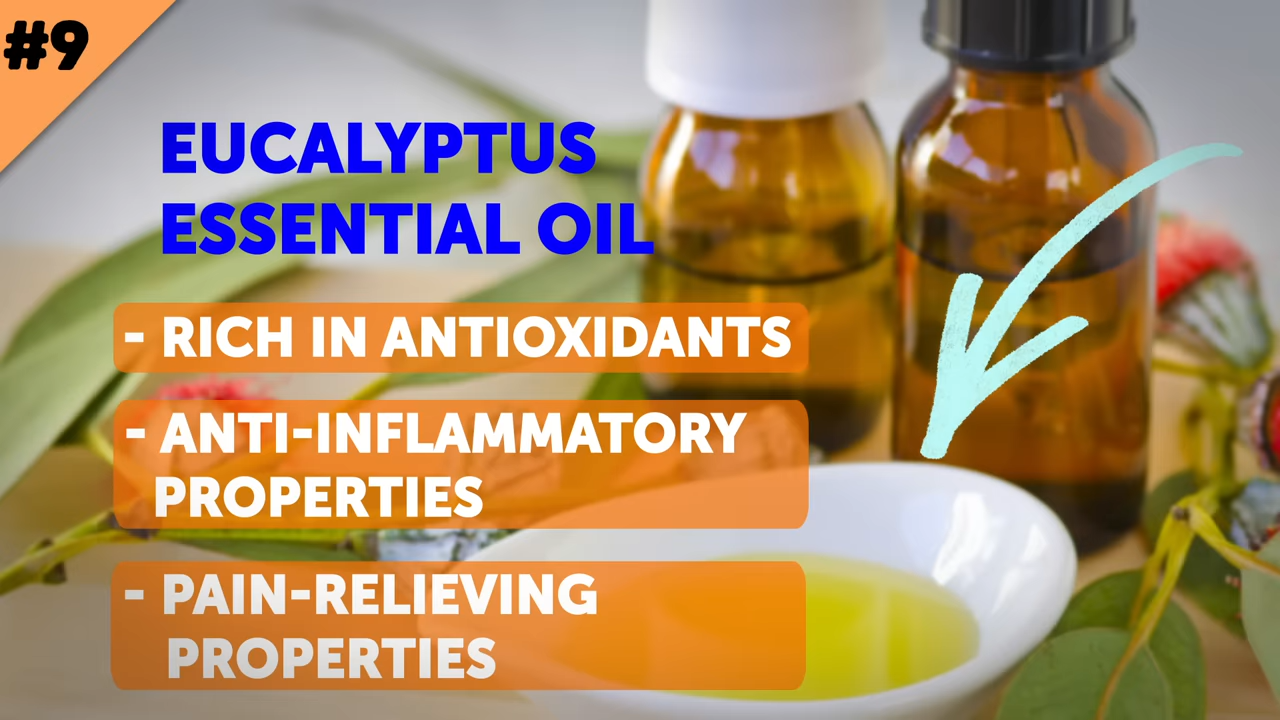 #9
EUCALYPTUS
ESSENTIAL OIL
- RICH IN ANTIOXIDANTS
- ANTI-INFLAMMATORY
PROPERTIES
- PAIN-RELIEVING
PROPERTIES